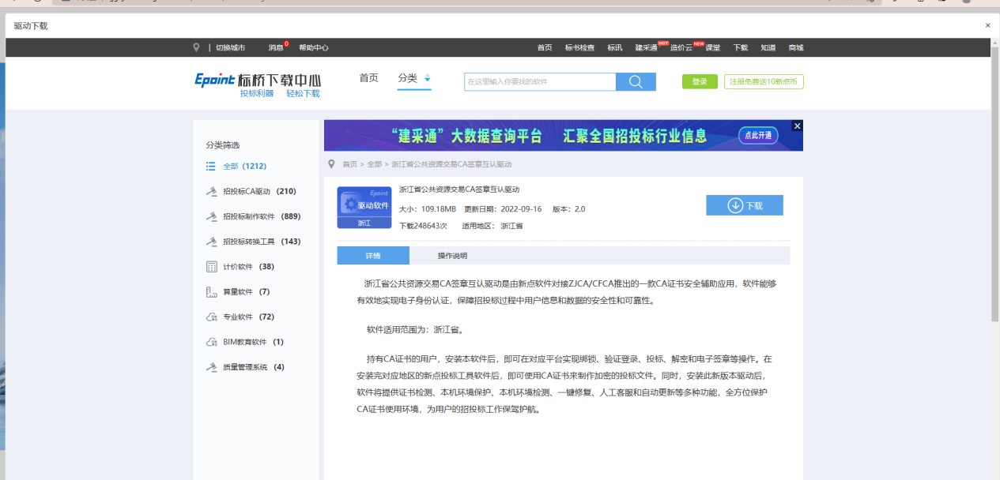 驱动下载
×
切换城市
消息 0
帮助中心
首页 标书检查 标讯 建采通 HOT 造价云 NEW 课堂 下载 知道 商城
Epoint 标桥下载中心
投标利器 轻松下载
首页 分类
在这里输入你要找的软件
登录
注册免费送10新点币
分类筛选
全部 (1212)
招投标CA驱动 (210)
招投标制作软件 (889)
招投标转换工具 (143)
计价软件 (38)
算量软件 (7)
专业软件 (72)
BIM教育软件 (1)
质量管理系统 (4)
“建采通”大数据查询平台 汇聚全国招投标行业信息 点此开通 X
首页 > 全部 > 浙江省公共资源交易CA签章互认驱动
Epoint
驱动软件
浙江
浙江省公共资源交易CA签章互认驱动
大小：109.18MB 更新日期：2022-09-16 版本：2.0
下载248643次 适用地区： 浙江省
下载
详情 操作说明
浙江省公共资源交易CA签章互认驱动是由新点软件对接ZJCA/CFCA推出的一款CA证书安全辅助应用，软件能够
有效地实现电子身份认证，保障招投标过程中用户信息和数据的安全性和可靠性。
软件适用范围为：浙江省。
持有CA证书的用户，安装本软件后，即可在对应平台实现绑锁、验证登录、投标、解密和电子签章等操作。在
安装完对应地区的新点投标工具软件后，即可使用CA证书来制作加密的投标文件。同时，安装此新版本驱动后，
软件将提供证书检测、本机环境保护、本机环境检测、一键修复、人工客服和自动更新等多种功能，全方位保护
CA证书使用环境，为用户的招投标工作保驾护航。